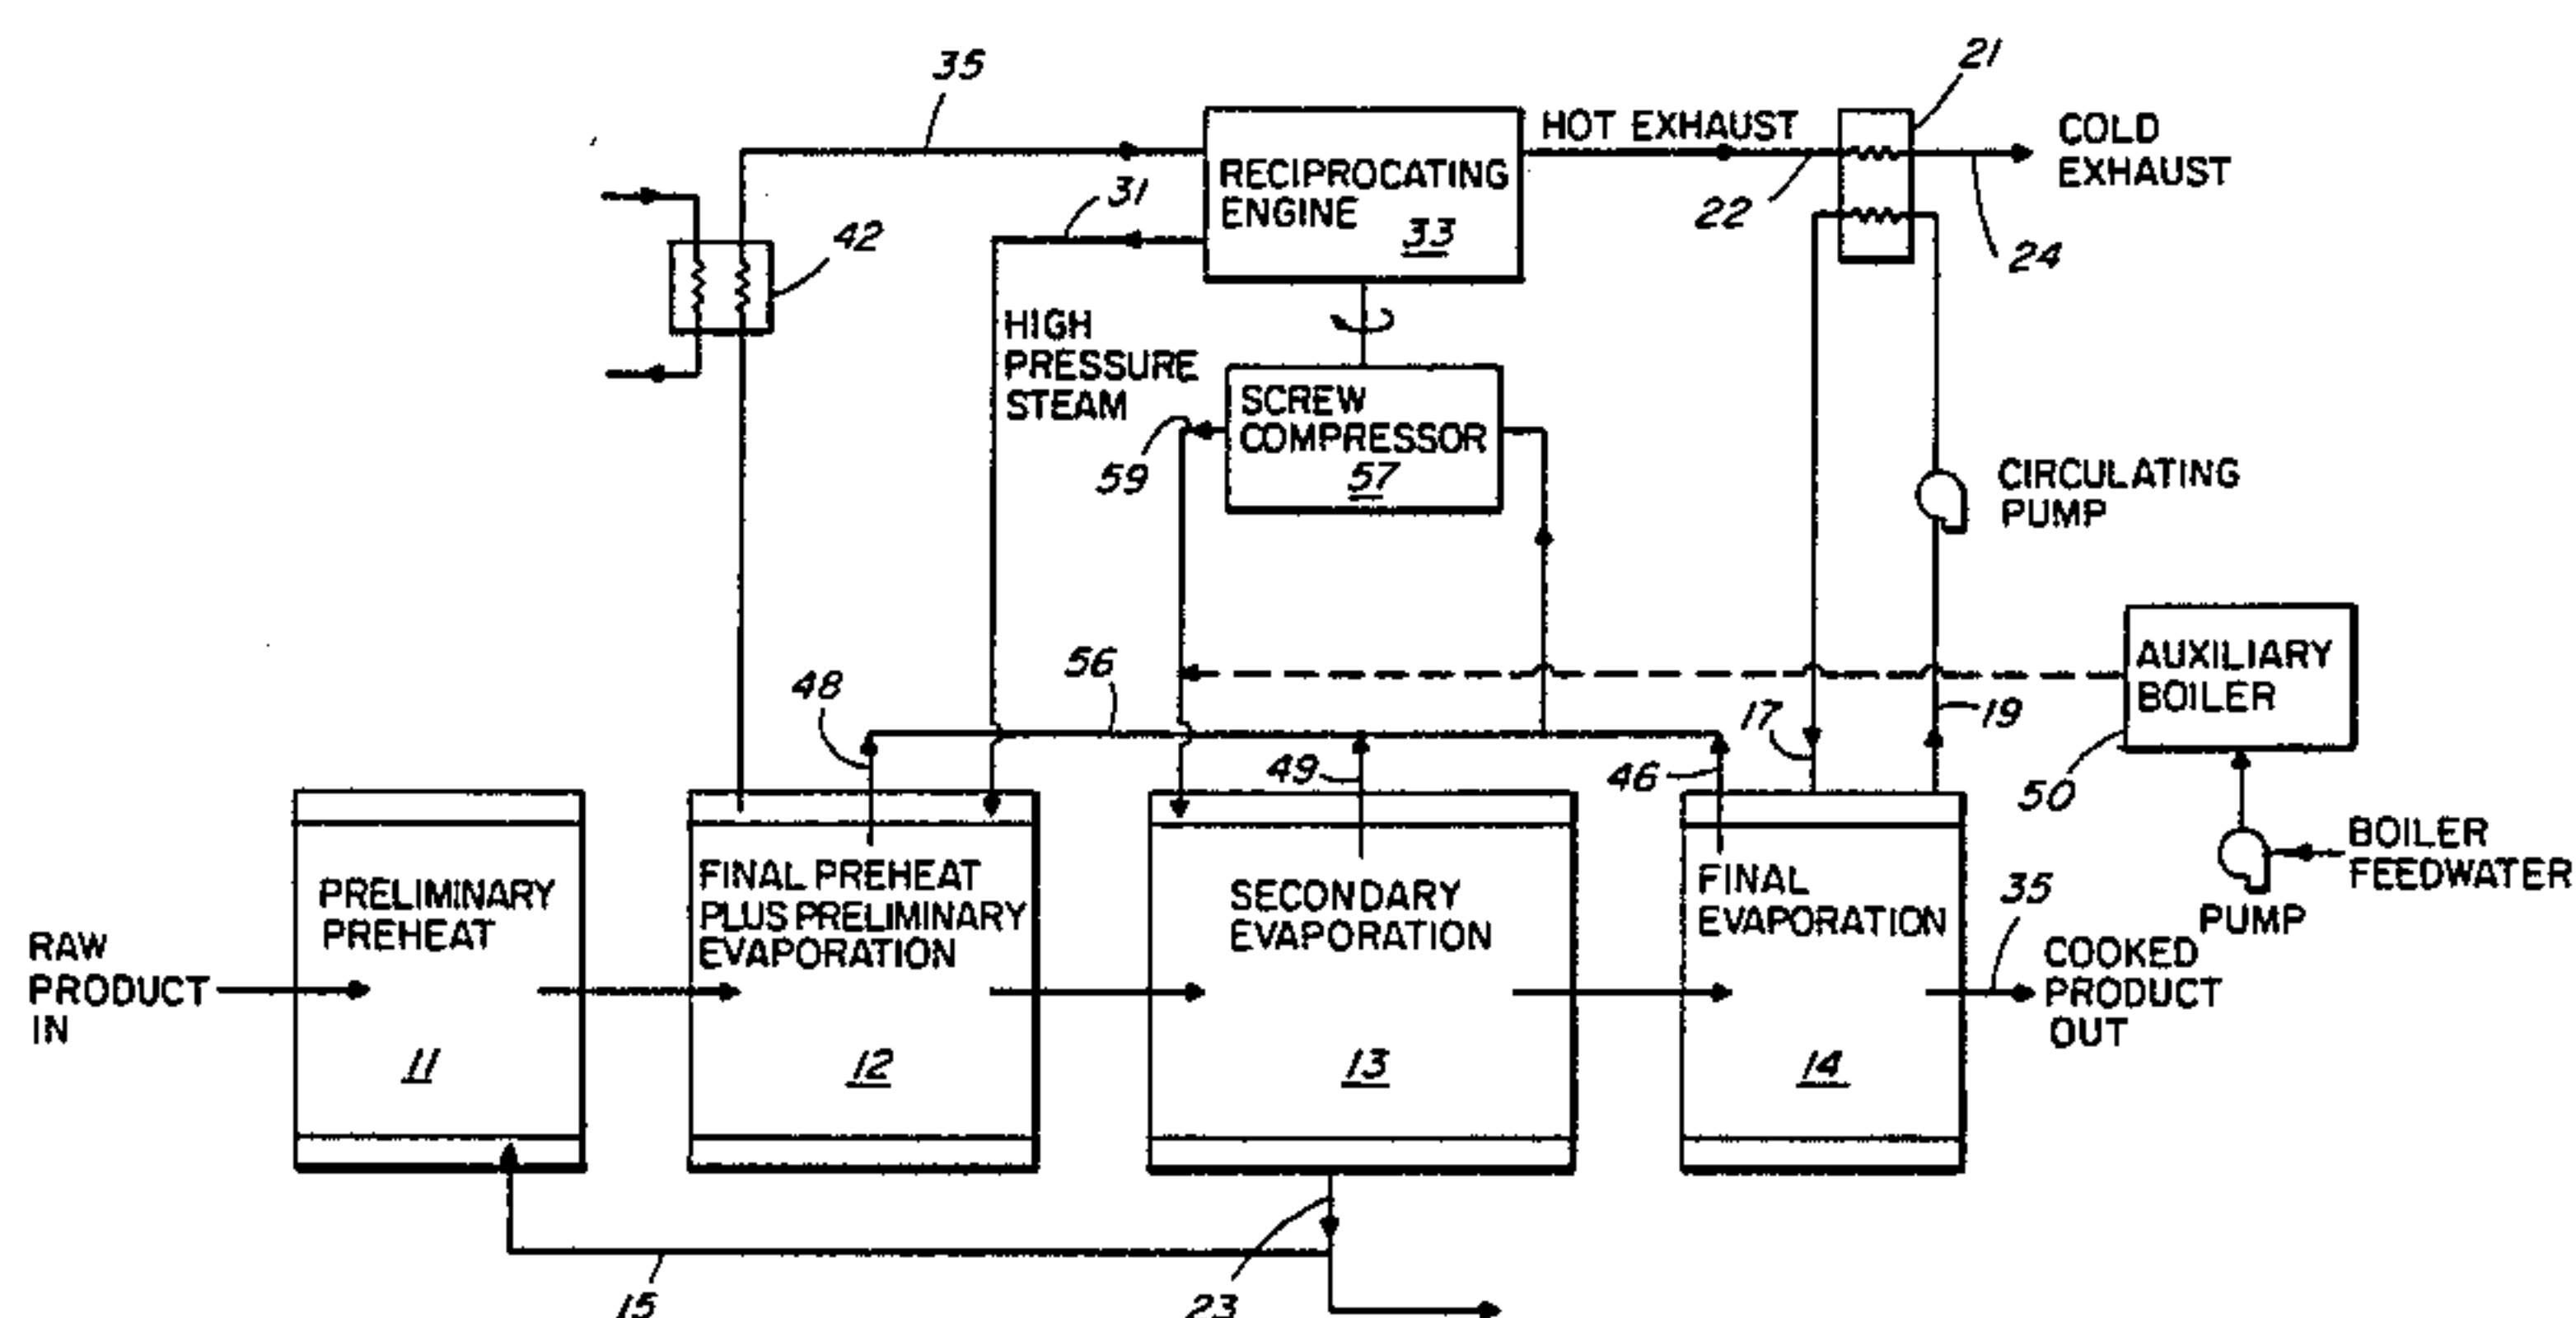 35
21
HOT EXHAUST
COLD
EXHAUST
RECIPROCATING
ENGINE
33
31
22
24
42
HIGH
PRESSURE
STEAM
SCREW
COMPRESSOR
57
59
CIRCULATING
PUMP
AUXILIARY
BOILER
50
56
48
49
46
17
19
BOILER
FEEDWATER
PUMP
RAW
PRODUCT
IN
PRELIMINARY
PREHEAT
11
FINAL PREHEAT
PLUS PRELIMINARY
EVAPORATION
12
SECONDARY
EVAPORATION
13
FINAL
EVAPORATION
14
35
COOKED
PRODUCT
OUT
15
23